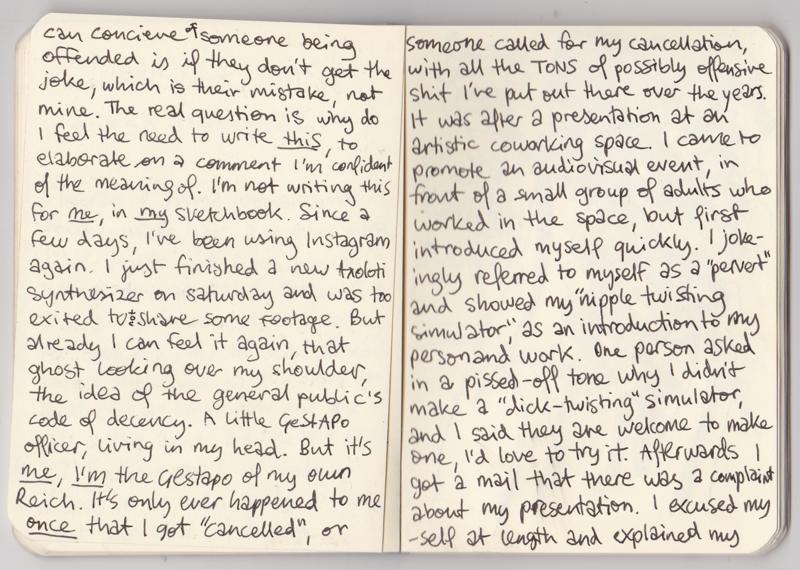 can concieve of someone being
offended is if they don't get the
joke, which is their mistake, not
mine. The real question is why do
I feel the need to write this, to
elaborate on a comment I'm confident
of the meaning of. I'm not writing this
for me, in my sketchbook. Since a
few days, I've been using Instagram
again. I just finished a new txoloti
synthesizer on saturday and was too
exited to share some footage. But
already I can feel it again, that
ghost looking over my shoulder,
the idea of the general public's
code of decency. A little GESTAPO
officer, living in my head. But it's
me, I'm the Gestapo of my own
Reich. It's only ever happened to me
once that I got "cancelled", or
someone called for my cancellation,
with all the TONS of possibly offensive
shit I've put out there over the years.
It was after a presentation at an
artistic coworking space. I came to
promote an audiovisual event, in
front of a small group of adults who
worked in the space, but first
introduced myself quickly. I joke-
ingly referred to myself as a "pervert"
and showed my "nipple twisting
simulator", as an introduction to my
person and work. One person asked
in a pissed-off tone why I didn't
make a "dick-twisting" simulator,
and I said they are welcome to make
one, I'd love to try it. Afterwards I
got a mail that there was a complaint
about my presentation. I excused my
-self at length and explained my